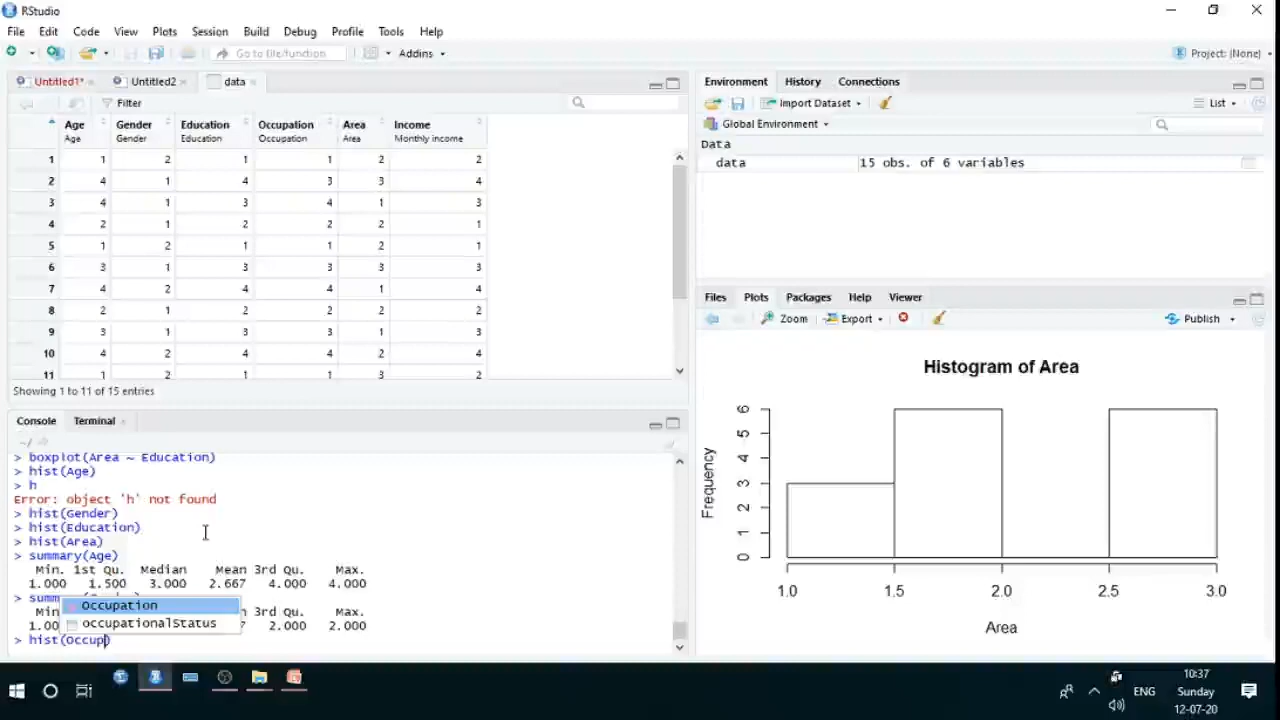 RStudio
File Edit Code View Plots Session Build Debug Profile Tools Help
Go to file/function Addins Project: (None)
Untitled1* Untitled2 data
Filter
Age Gender Education Occupation Area Income
Age Gender Education Occupation Area Monthly income
1 1 2 1 1 2 2
2 4 1 4 3 3 4
3 4 1 3 4 1 3
4 2 1 2 2 2 1
5 1 2 1 1 2 1
6 3 1 3 3 3 3
7 4 2 4 4 1 4
8 2 1 2 2 2 2
9 3 1 3 3 1 3
10 4 2 4 4 2 4
11 1 2 1 1 3 2
Showing 1 to 11 of 15 entries
Console Terminal
~/
> boxplot(Area ~ Education)
> hist(Age)
> h
Error: object 'h' not found
> hist(Gender)
> hist(Education)
> hist(Area)
> summary(Age)
Min. 1st Qu. Median Mean 3rd Qu. Max.
1.000 1.500 3.000 2.667 4.000 4.000
> summ
Min 3rd Qu. Max.
1.00 2.000 2.000
Occupation
occupationalStatus
> hist(Occup)
Environment History Connections
Import Dataset List
Global Environment
Data
data 15 obs. of 6 variables
Files Plots Packages Help Viewer
Zoom Export Publish
Histogram of Area
Frequency
6
5
4
3
2
1
0
1.0 1.5 2.0 2.5 3.0
Area
ENG
10:37
Sunday
12-07-20